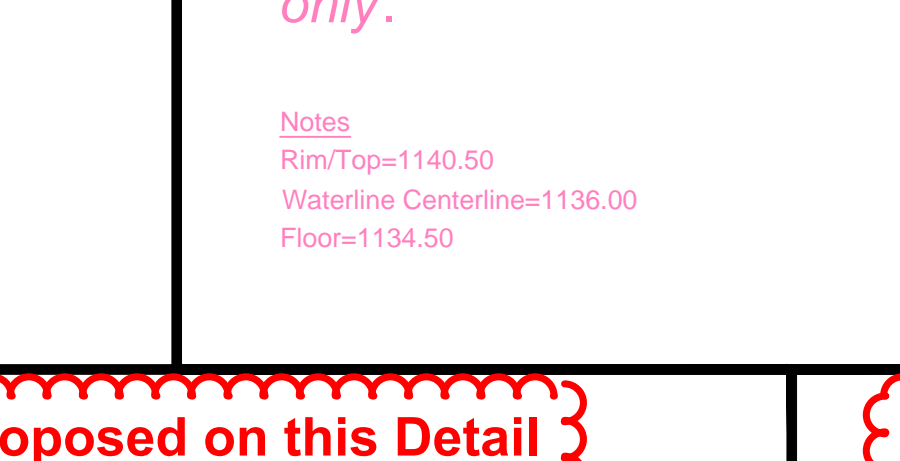 only.
Notes
Rim/Top=1140.50
Waterline Centerline=1136.00
Floor=1134.50
oposed on this Detail